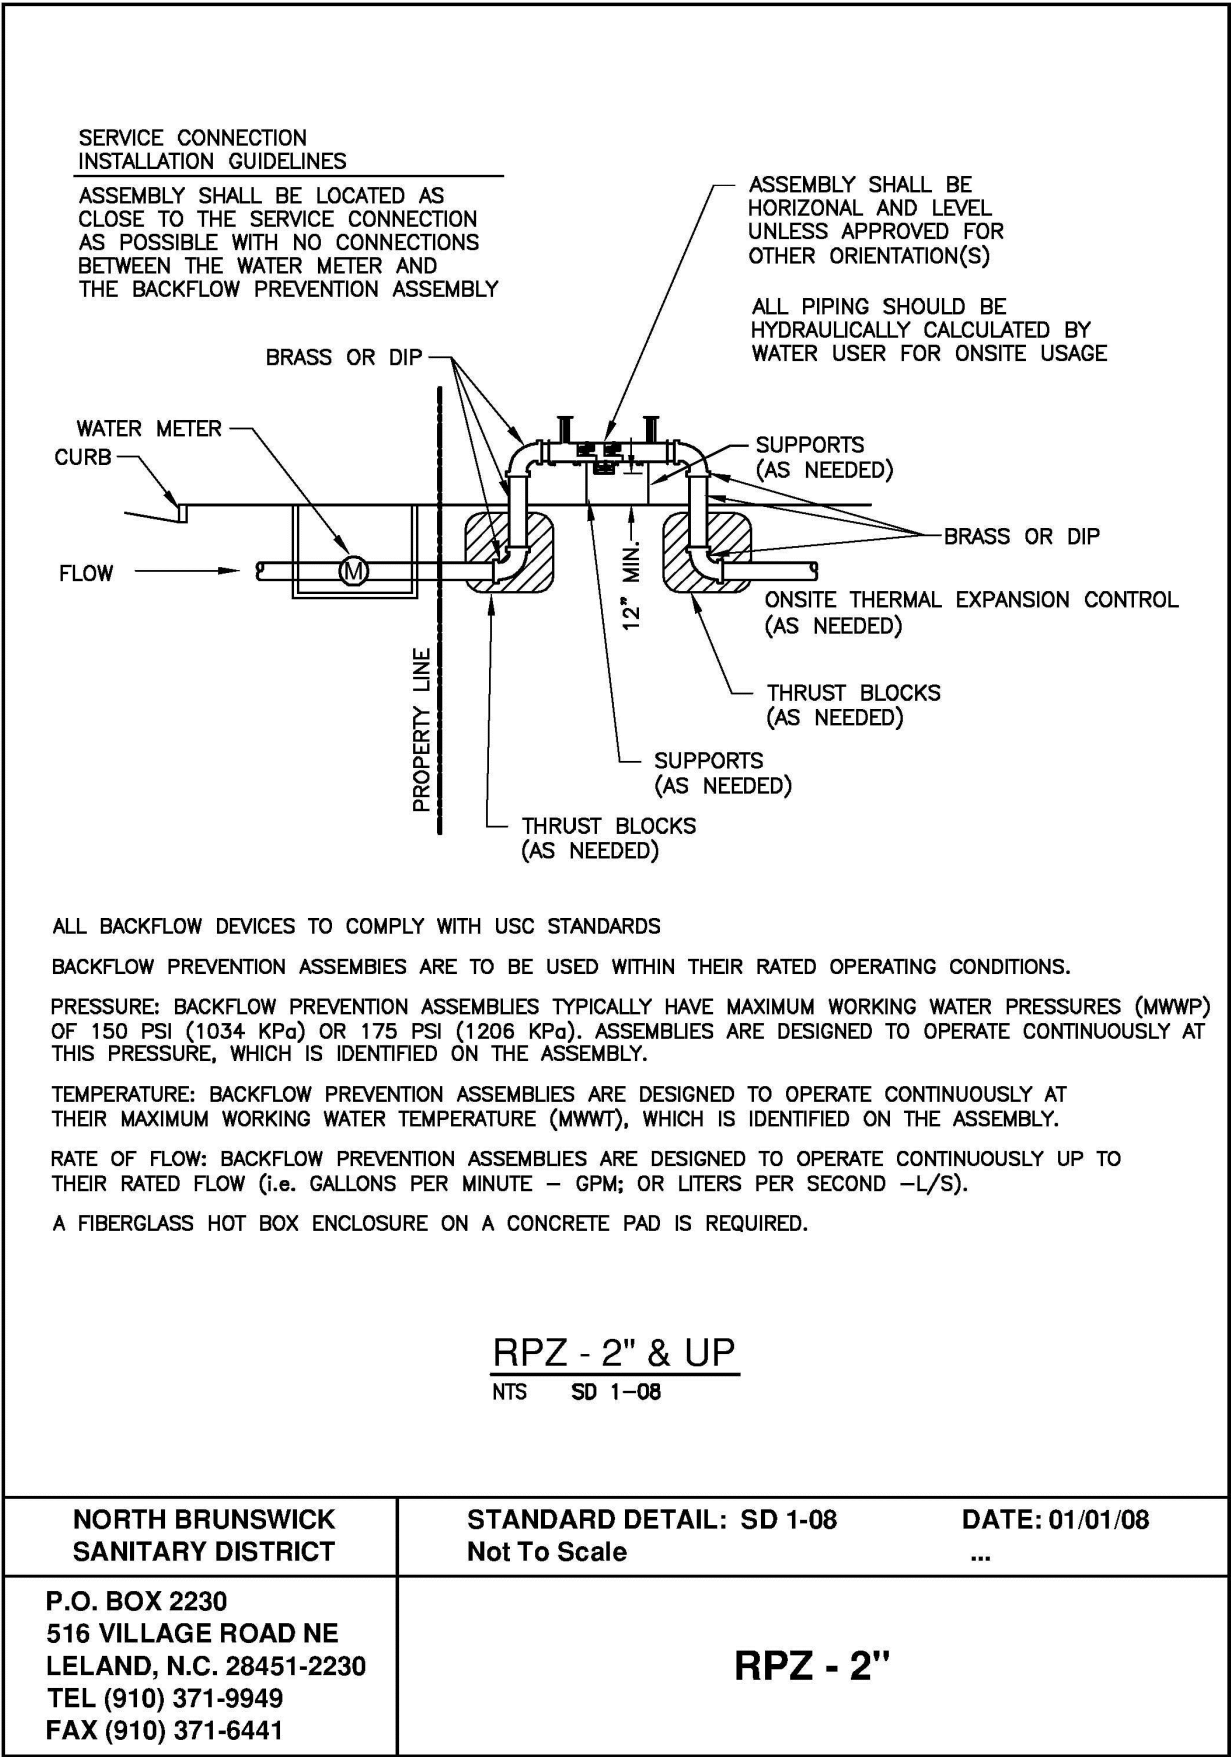 SERVICE CONNECTION
INSTALLATION GUIDELINES
ASSEMBLY SHALL BE LOCATED AS
CLOSE TO THE SERVICE CONNECTION
AS POSSIBLE WITH NO CONNECTIONS
BETWEEN THE WATER METER AND
THE BACKFLOW PREVENTION ASSEMBLY
ASSEMBLY SHALL BE
HORIZONAL AND LEVEL
UNLESS APPROVED FOR
OTHER ORIENTATION(S)
ALL PIPING SHOULD BE
HYDRAULICALLY CALCULATED BY
WATER USER FOR ONSITE USAGE
BRASS OR DIP
WATER METER
CURB
SUPPORTS
(AS NEEDED)
BRASS OR DIP
FLOW
M
12" MIN.
ONSITE THERMAL EXPANSION CONTROL
(AS NEEDED)
PROPERTY LINE
THRUST BLOCKS
(AS NEEDED)
SUPPORTS
(AS NEEDED)
THRUST BLOCKS
(AS NEEDED)
ALL BACKFLOW DEVICES TO COMPLY WITH USC STANDARDS
BACKFLOW PREVENTION ASSEMBIES ARE TO BE USED WITHIN THEIR RATED OPERATING CONDITIONS.
PRESSURE: BACKFLOW PREVENTION ASSEMBLIES TYPICALLY HAVE MAXIMUM WORKING WATER PRESSURES (MWWP)
OF 150 PSI (1034 KPa) OR 175 PSI (1206 KPa). ASSEMBLIES ARE DESIGNED TO OPERATE CONTINUOUSLY AT
THIS PRESSURE, WHICH IS IDENTIFIED ON THE ASSEMBLY.
TEMPERATURE: BACKFLOW PREVENTION ASSEMBLIES ARE DESIGNED TO OPERATE CONTINUOUSLY AT
THEIR MAXIMUM WORKING WATER TEMPERATURE (MWWT), WHICH IS IDENTIFIED ON THE ASSEMBLY.
RATE OF FLOW: BACKFLOW PREVENTION ASSEMBLIES ARE DESIGNED TO OPERATE CONTINUOUSLY UP TO
THEIR RATED FLOW (i.e. GALLONS PER MINUTE – GPM; OR LITERS PER SECOND –L/S).
A FIBERGLASS HOT BOX ENCLOSURE ON A CONCRETE PAD IS REQUIRED.
RPZ - 2" & UP
NTS SD 1–08
NORTH BRUNSWICK
SANITARY DISTRICT
STANDARD DETAIL: SD 1-08 DATE: 01/01/08
Not To Scale ...
P.O. BOX 2230
516 VILLAGE ROAD NE
LELAND, N.C. 28451-2230
TEL (910) 371-9949
FAX (910) 371-6441
RPZ - 2"